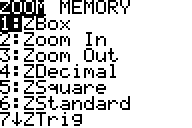 ZOOM MEMORY
1:ZBox
2:Zoom In
3:Zoom Out
4:ZDecimal
5:ZSquare
6:ZStandard
7↓ZTrig